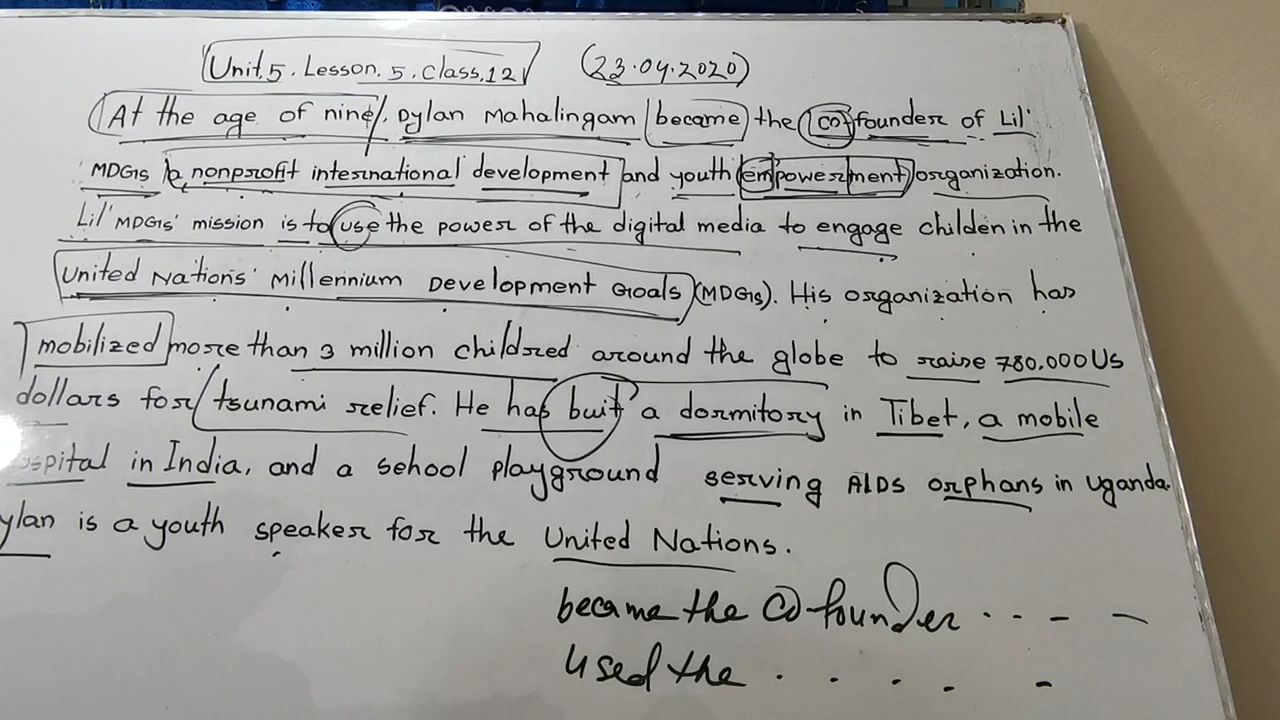 Unit.5. Lesson.5. Class.12 (23.04.2020)
At the age of nine, Dylan Mahalingam became the co founder of Lil'
MDGs a nonprofit international development and youth empowerment organization.
Lil' MDGs' mission is to use the power of the digital media to engage childen in the
United Nations' Millennium Development Goals (MDGs). His organization has
mobilized more than 3 million childred around the globe to raise 780.000 Us
dollars for tsunami relief. He has buit a dormitory in Tibet, a mobile
ospital in India, and a sehool playground serving AIDS orphans in Uganda.
ylan is a youth speaker for the United Nations.
became the Co founder .. . - -
used the . . . . -